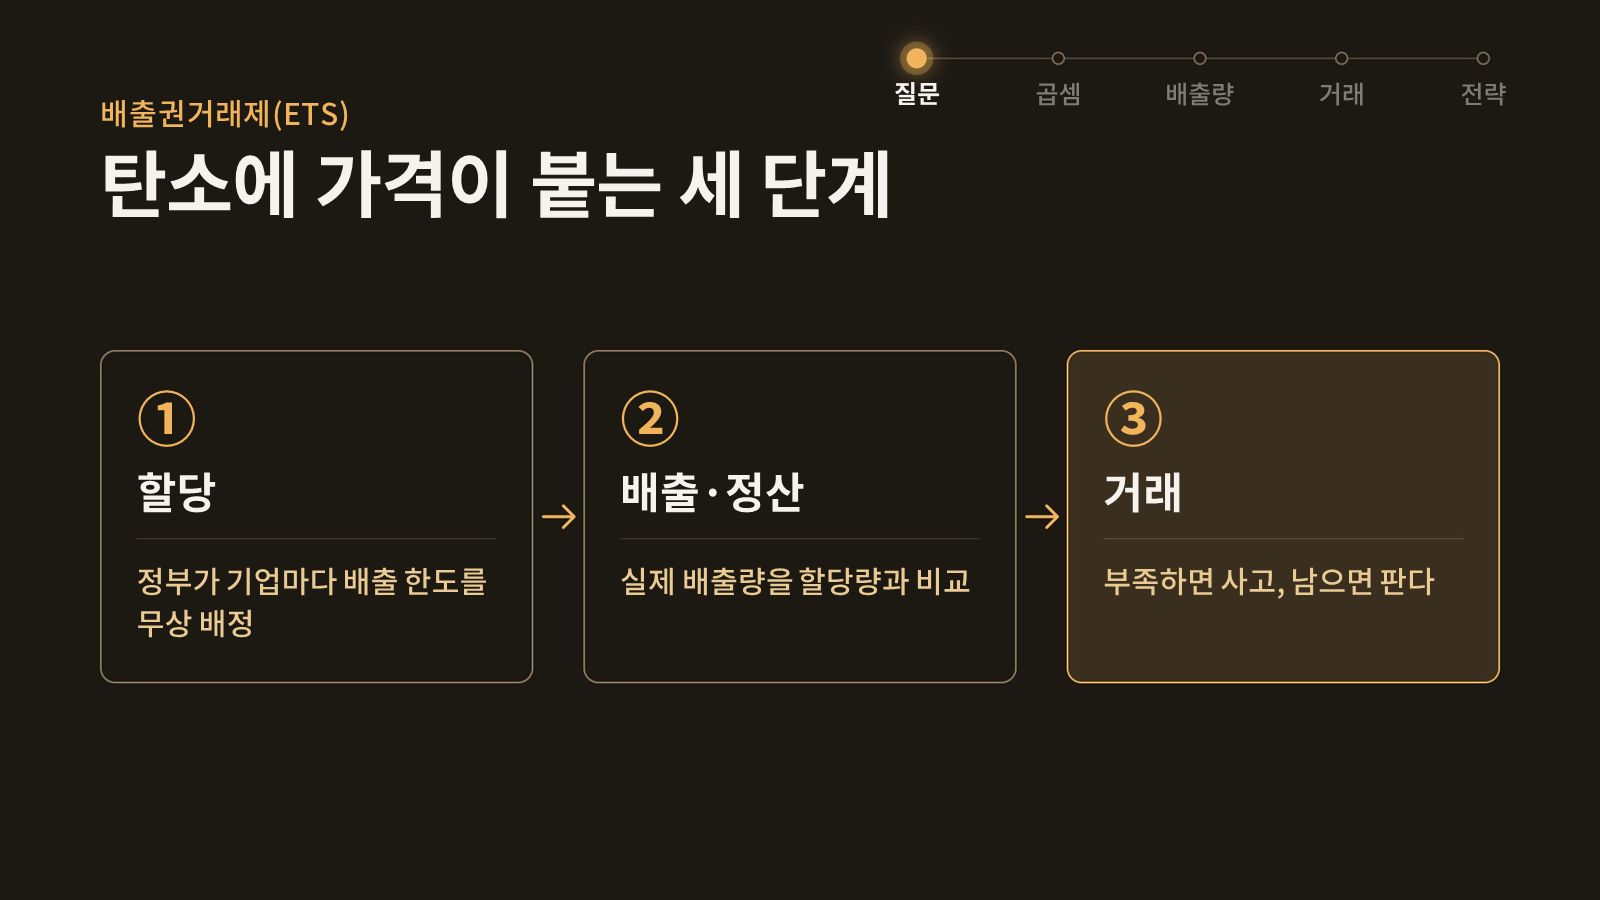 질문
곱셈
배출량
거래
전략
배출권거래제(ETS)
탄소에 가격이 붙는 세 단계
①
할당
정부가 기업마다 배출 한도를
무상 배정
→
②
배출·정산
실제 배출량을 할당량과 비교
→
③
거래
부족하면 사고, 남으면 판다